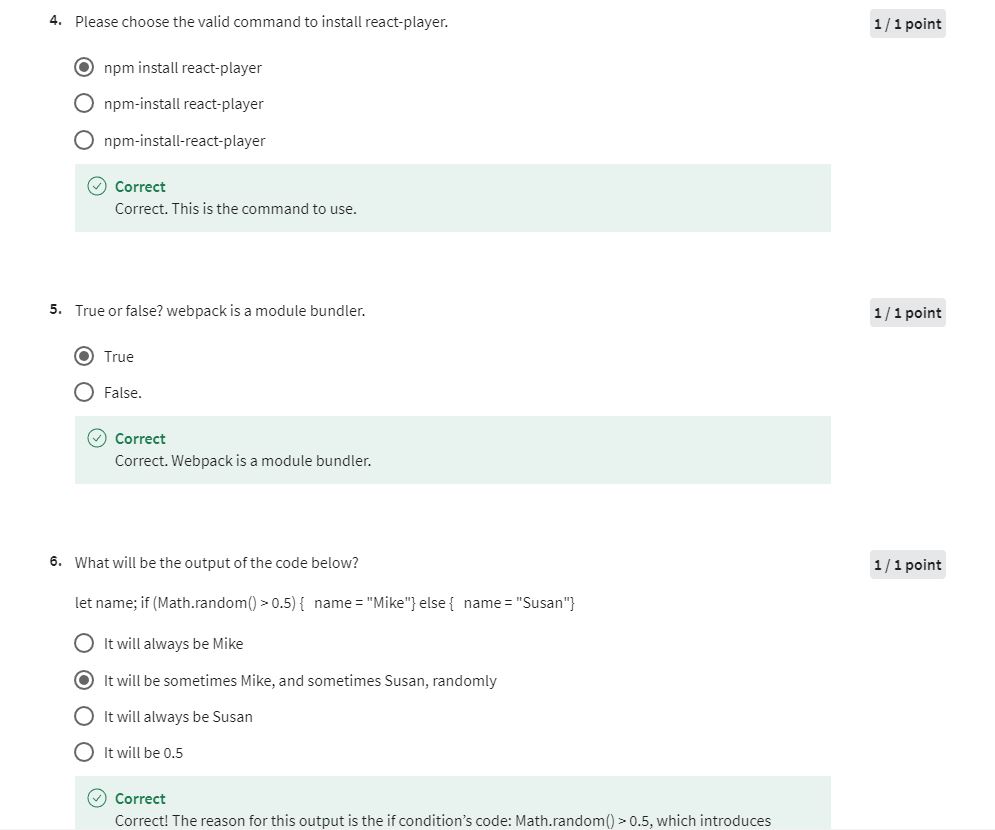 4. Please choose the valid command to install react-player.
1 / 1 point
npm install react-player
npm-install react-player
npm-install-react-player
Correct
Correct. This is the command to use.
5. True or false? webpack is a module bundler.
1 / 1 point
True
False.
Correct
Correct. Webpack is a module bundler.
6. What will be the output of the code below?
1 / 1 point
let name; if (Math.random() > 0.5) {   name = "Mike"} else {   name = "Susan"}
It will always be Mike
It will be sometimes Mike, and sometimes Susan, randomly
It will always be Susan
It will be 0.5
Correct
Correct! The reason for this output is the if condition’s code: Math.random() > 0.5, which introduces